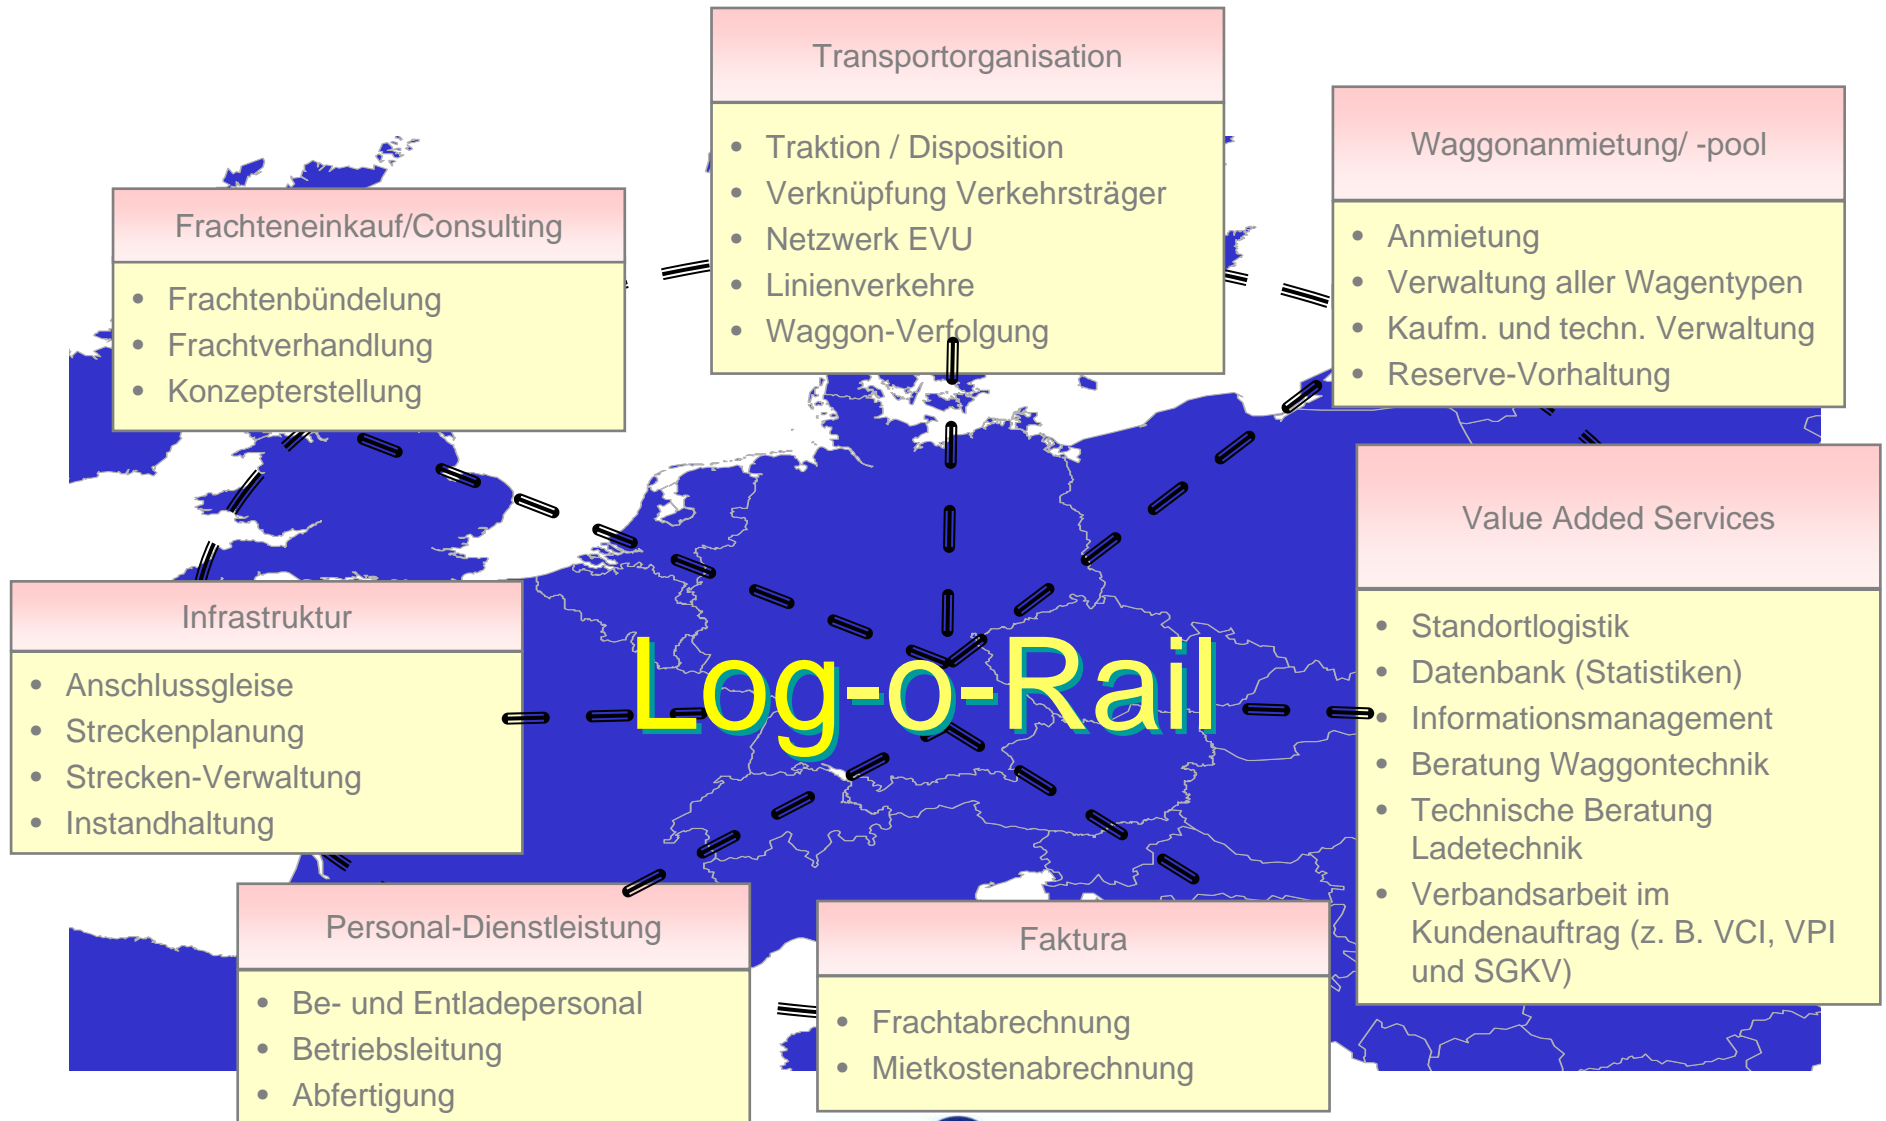 Transportorganisation
• Traktion / Disposition
• Verknüpfung Verkehrsträger
• Netzwerk EVU
• Linienverkehre
• Waggon-Verfolgung
Waggonanmietung/ -pool
• Anmietung
• Verwaltung aller Wagentypen
• Kaufm. und techn. Verwaltung
• Reserve-Vorhaltung
Frachteneinkauf/Consulting
• Frachtenbündelung
• Frachtverhandlung
• Konzepterstellung
Value Added Services
• Standortlogistik
• Datenbank (Statistiken)
• Informationsmanagement
• Beratung Waggontechnik
• Technische Beratung
Ladetechnik
• Verbandsarbeit im
Kundenauftrag (z. B. VCI, VPI
und SGKV)
Infrastruktur
• Anschlussgleise
• Streckenplanung
• Strecken-Verwaltung
• Instandhaltung
Log-o-Rail
Personal-Dienstleistung
• Be- und Entladepersonal
• Betriebsleitung
• Abfertigung
Faktura
• Frachtabrechnung
• Mietkostenabrechnung